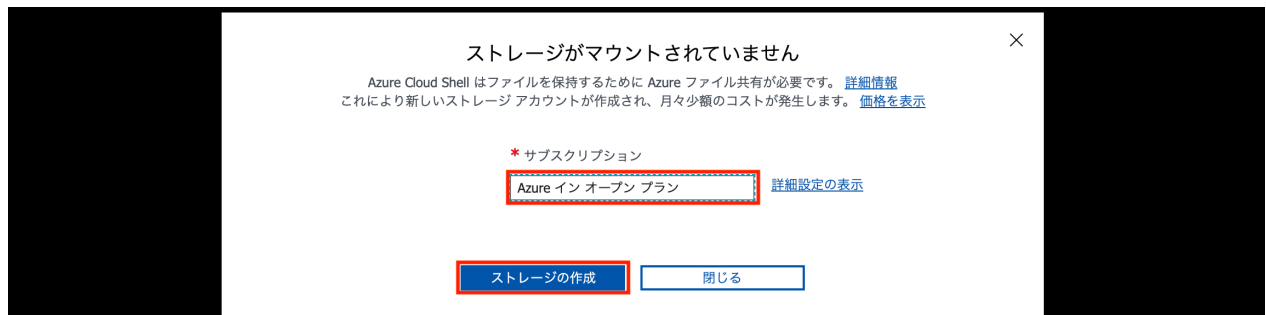 ストレージがマウントされていません
Azure Cloud Shell はファイルを保持するために Azure ファイル共有が必要です。 詳細情報
これにより新しいストレージ アカウントが作成され、月々少額のコストが発生します。 価格を表示
* サブスクリプション
Azure イン オープン プラン 詳細設定の表示
ストレージの作成 閉じる